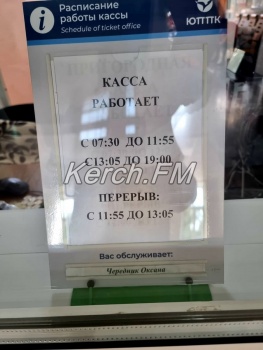 Расписание
работы кассы
Schedule of ticket office
ЮТППК
КАССА
РАБОТАЕТ
С 07:30 ДО 11:55
С 13:05 ДО 19:00
Kerch.FM
ПЕРЕРЫВ:
С 11:55 ДО 13:05
Вас обслуживает:
Чередник Оксана